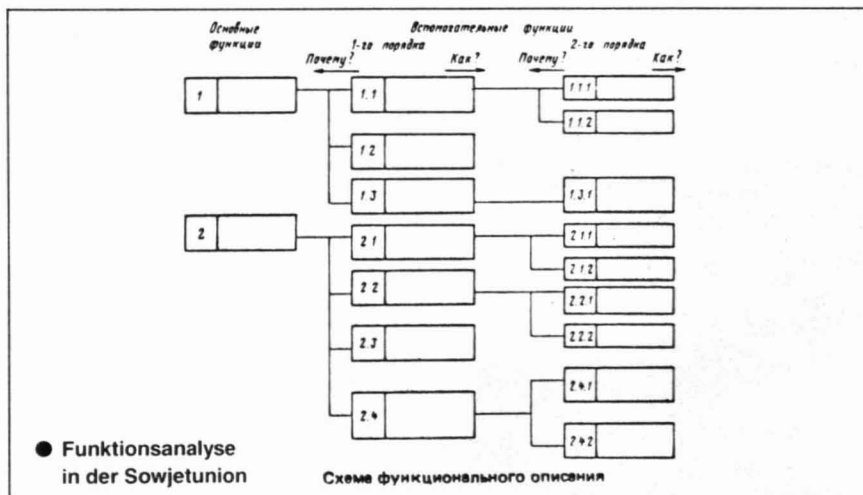 Основные функции
Вспомогательные функции
1-го порядка
2-го порядка
Почему?
Как?
Почему?
Как?
1
1.1
1.1.1
1.1.2
1.2
1.3
1.3.1
2
2.1
2.1.1
2.1.2
2.2
2.2.1
2.2.2
2.3
2.4
2.4.1
2.4.2
● Funktionsanalyse
in der Sowjetunion
Схема функционального описания